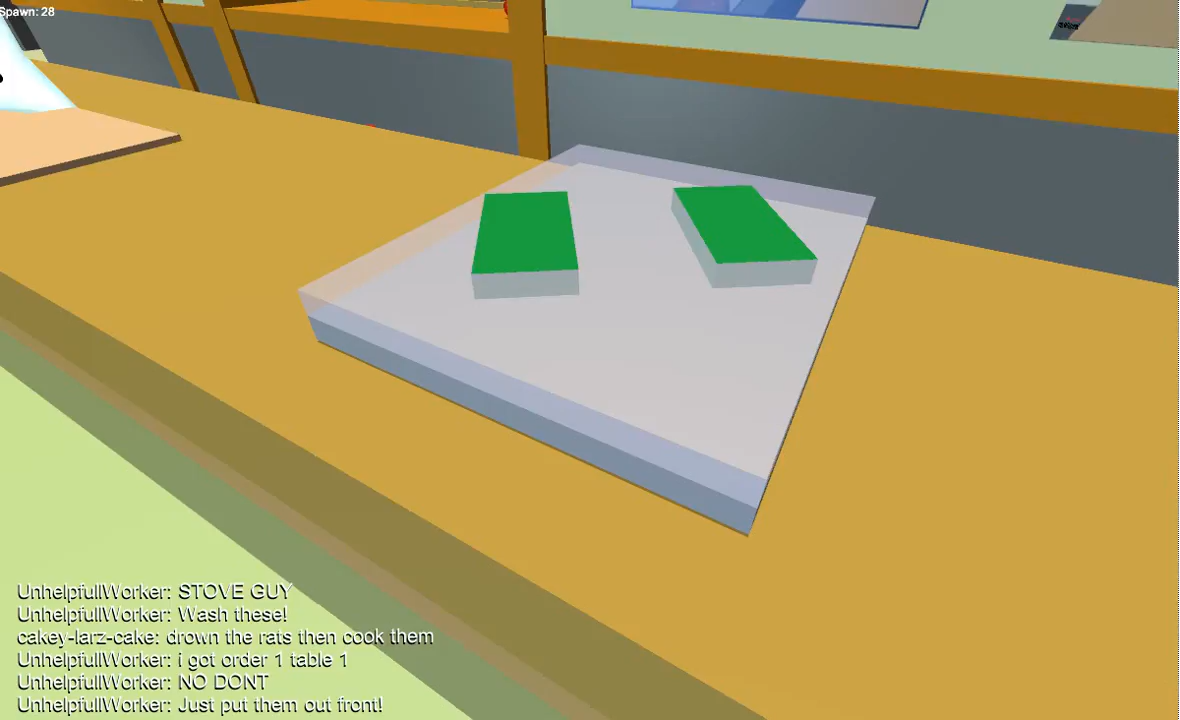 Spawn: 28
UnhelpfullWorker: STOVE GUY
UnhelpfullWorker: Wash these!
cakey-larz-cake: drown the rats then cook them
UnhelpfullWorker: i got order 1 table 1
UnhelpfullWorker: NO DONT
UnhelpfullWorker: Just put them out front!